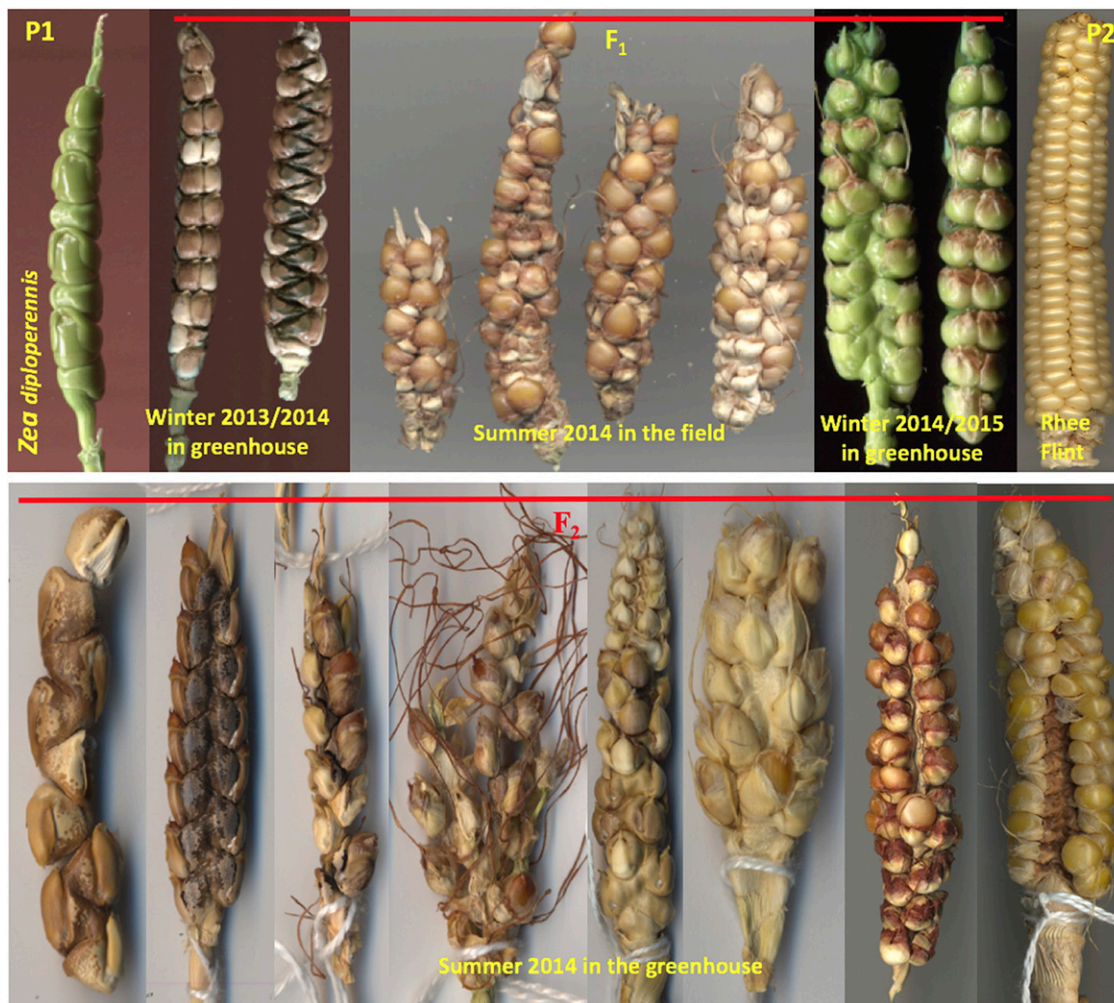 P1
F₁
P2
Zea diploperennis
Winter 2013/2014
in greenhouse
Summer 2014 in the field
Winter 2014/2015
in greenhouse
Rhee
Flint
F₂
Summer 2014 in the greenhouse